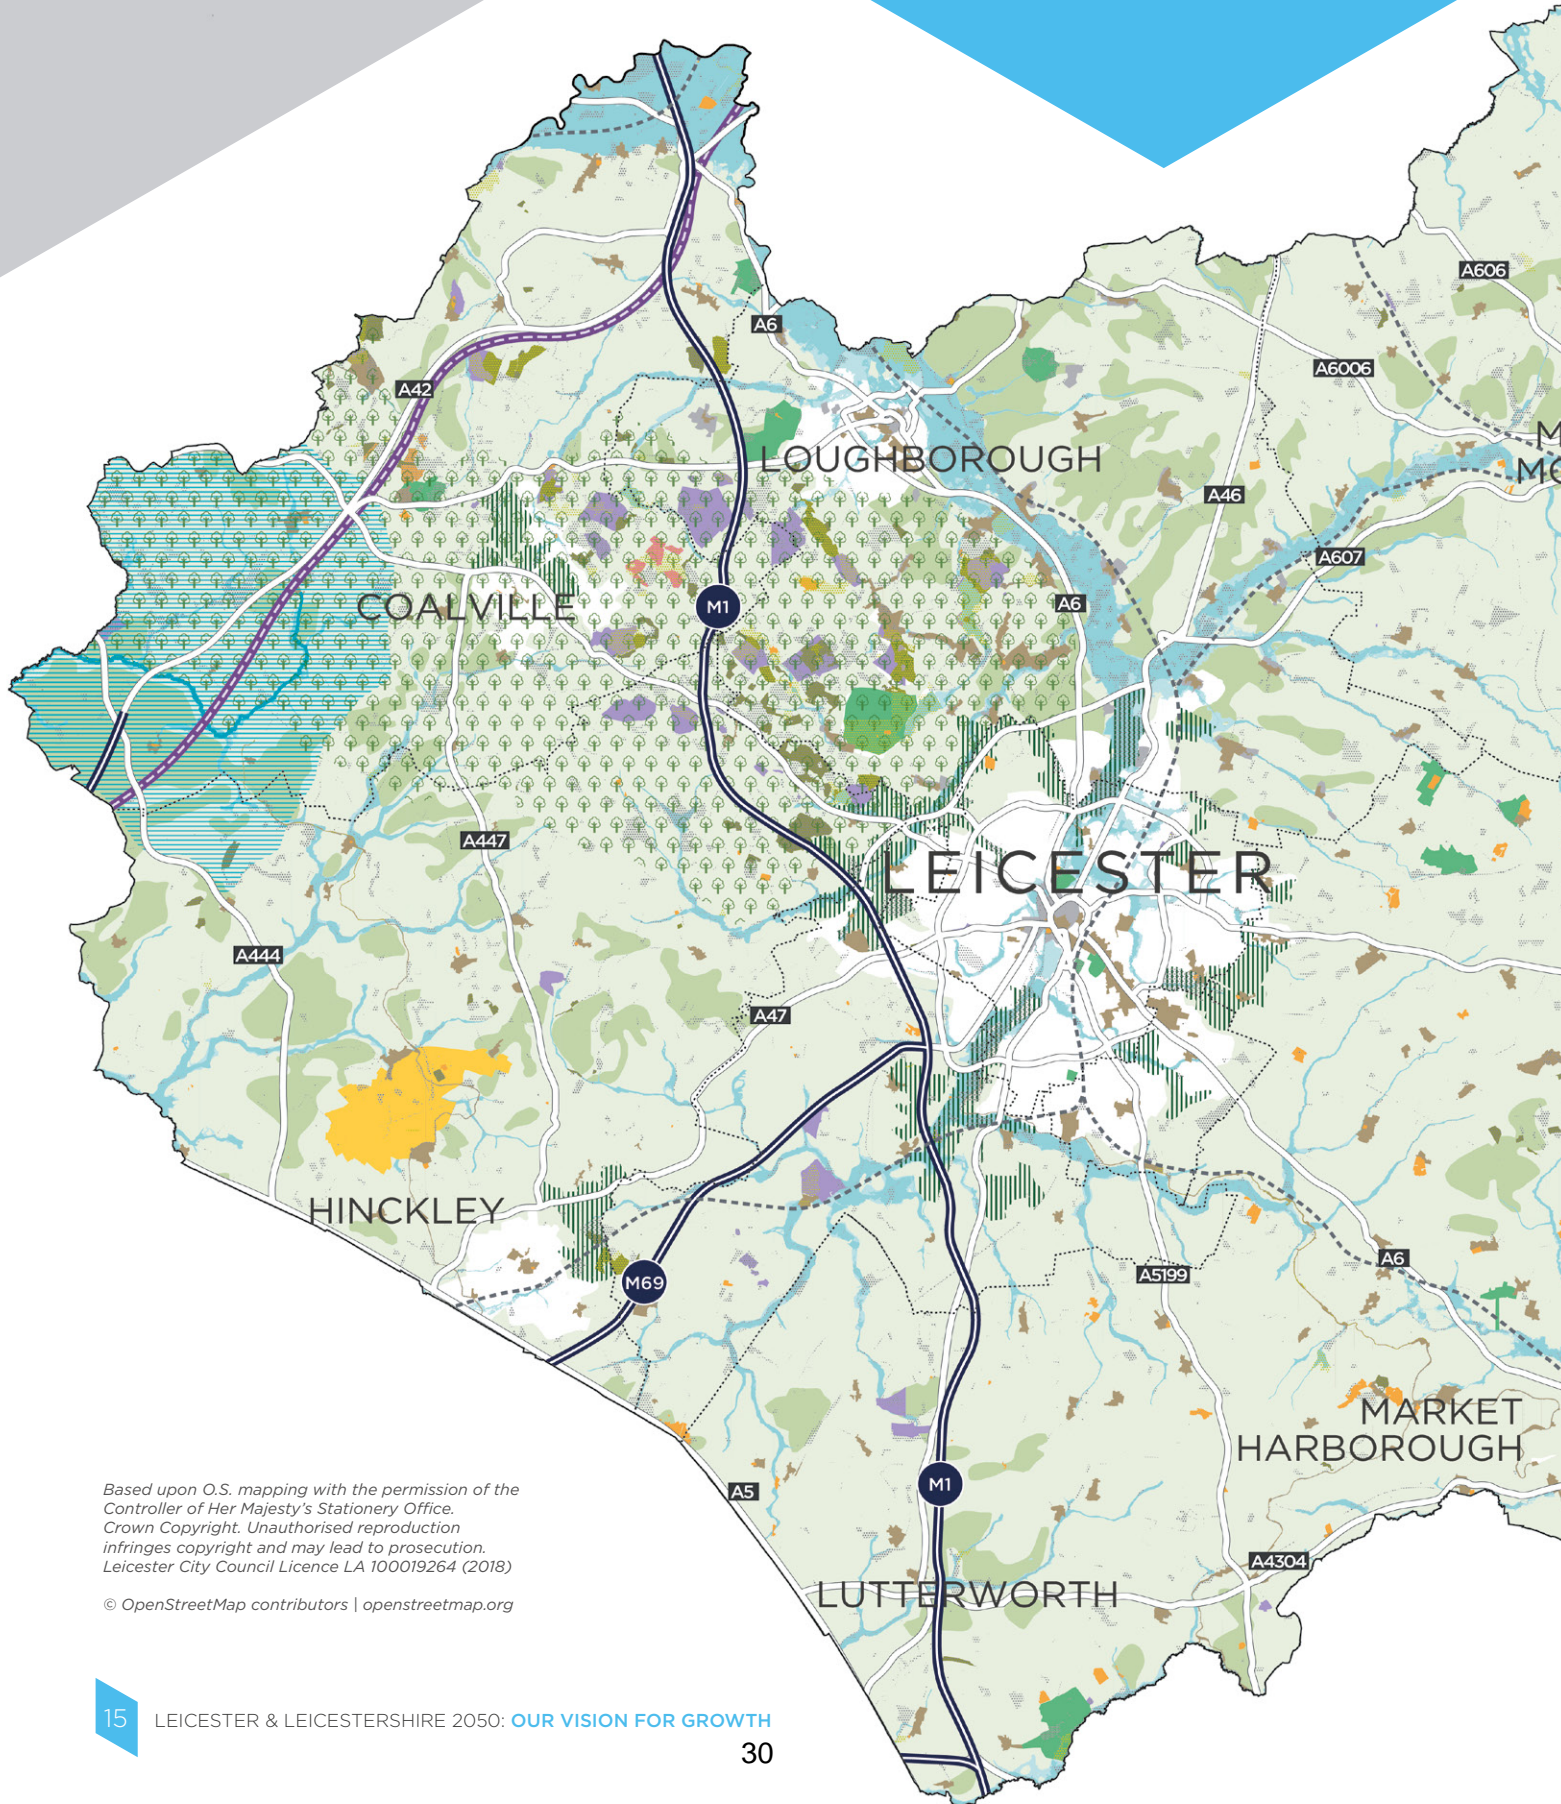 A606
A6
A6006
A42
M
LOUGHBOROUGH
MO
A46
A607
COALVILLE
M1
A6
A447
LEICESTER
A444
A47
HINCKLEY
A6
A5199
M69
MARKET
HARBOROUGH
M1
A5
Based upon O.S. mapping with the permission of the
Controller of Her Majesty's Stationery Office.
Crown Copyright. Unauthorised reproduction
infringes copyright and may lead to prosecution.
Leicester City Council Licence LA 100019264 (2018)
© OpenStreetMap contributors | openstreetmap.org
A4304
LUTTERWORTH
15
LEICESTER & LEICESTERSHIRE 2050: OUR VISION FOR GROWTH
30